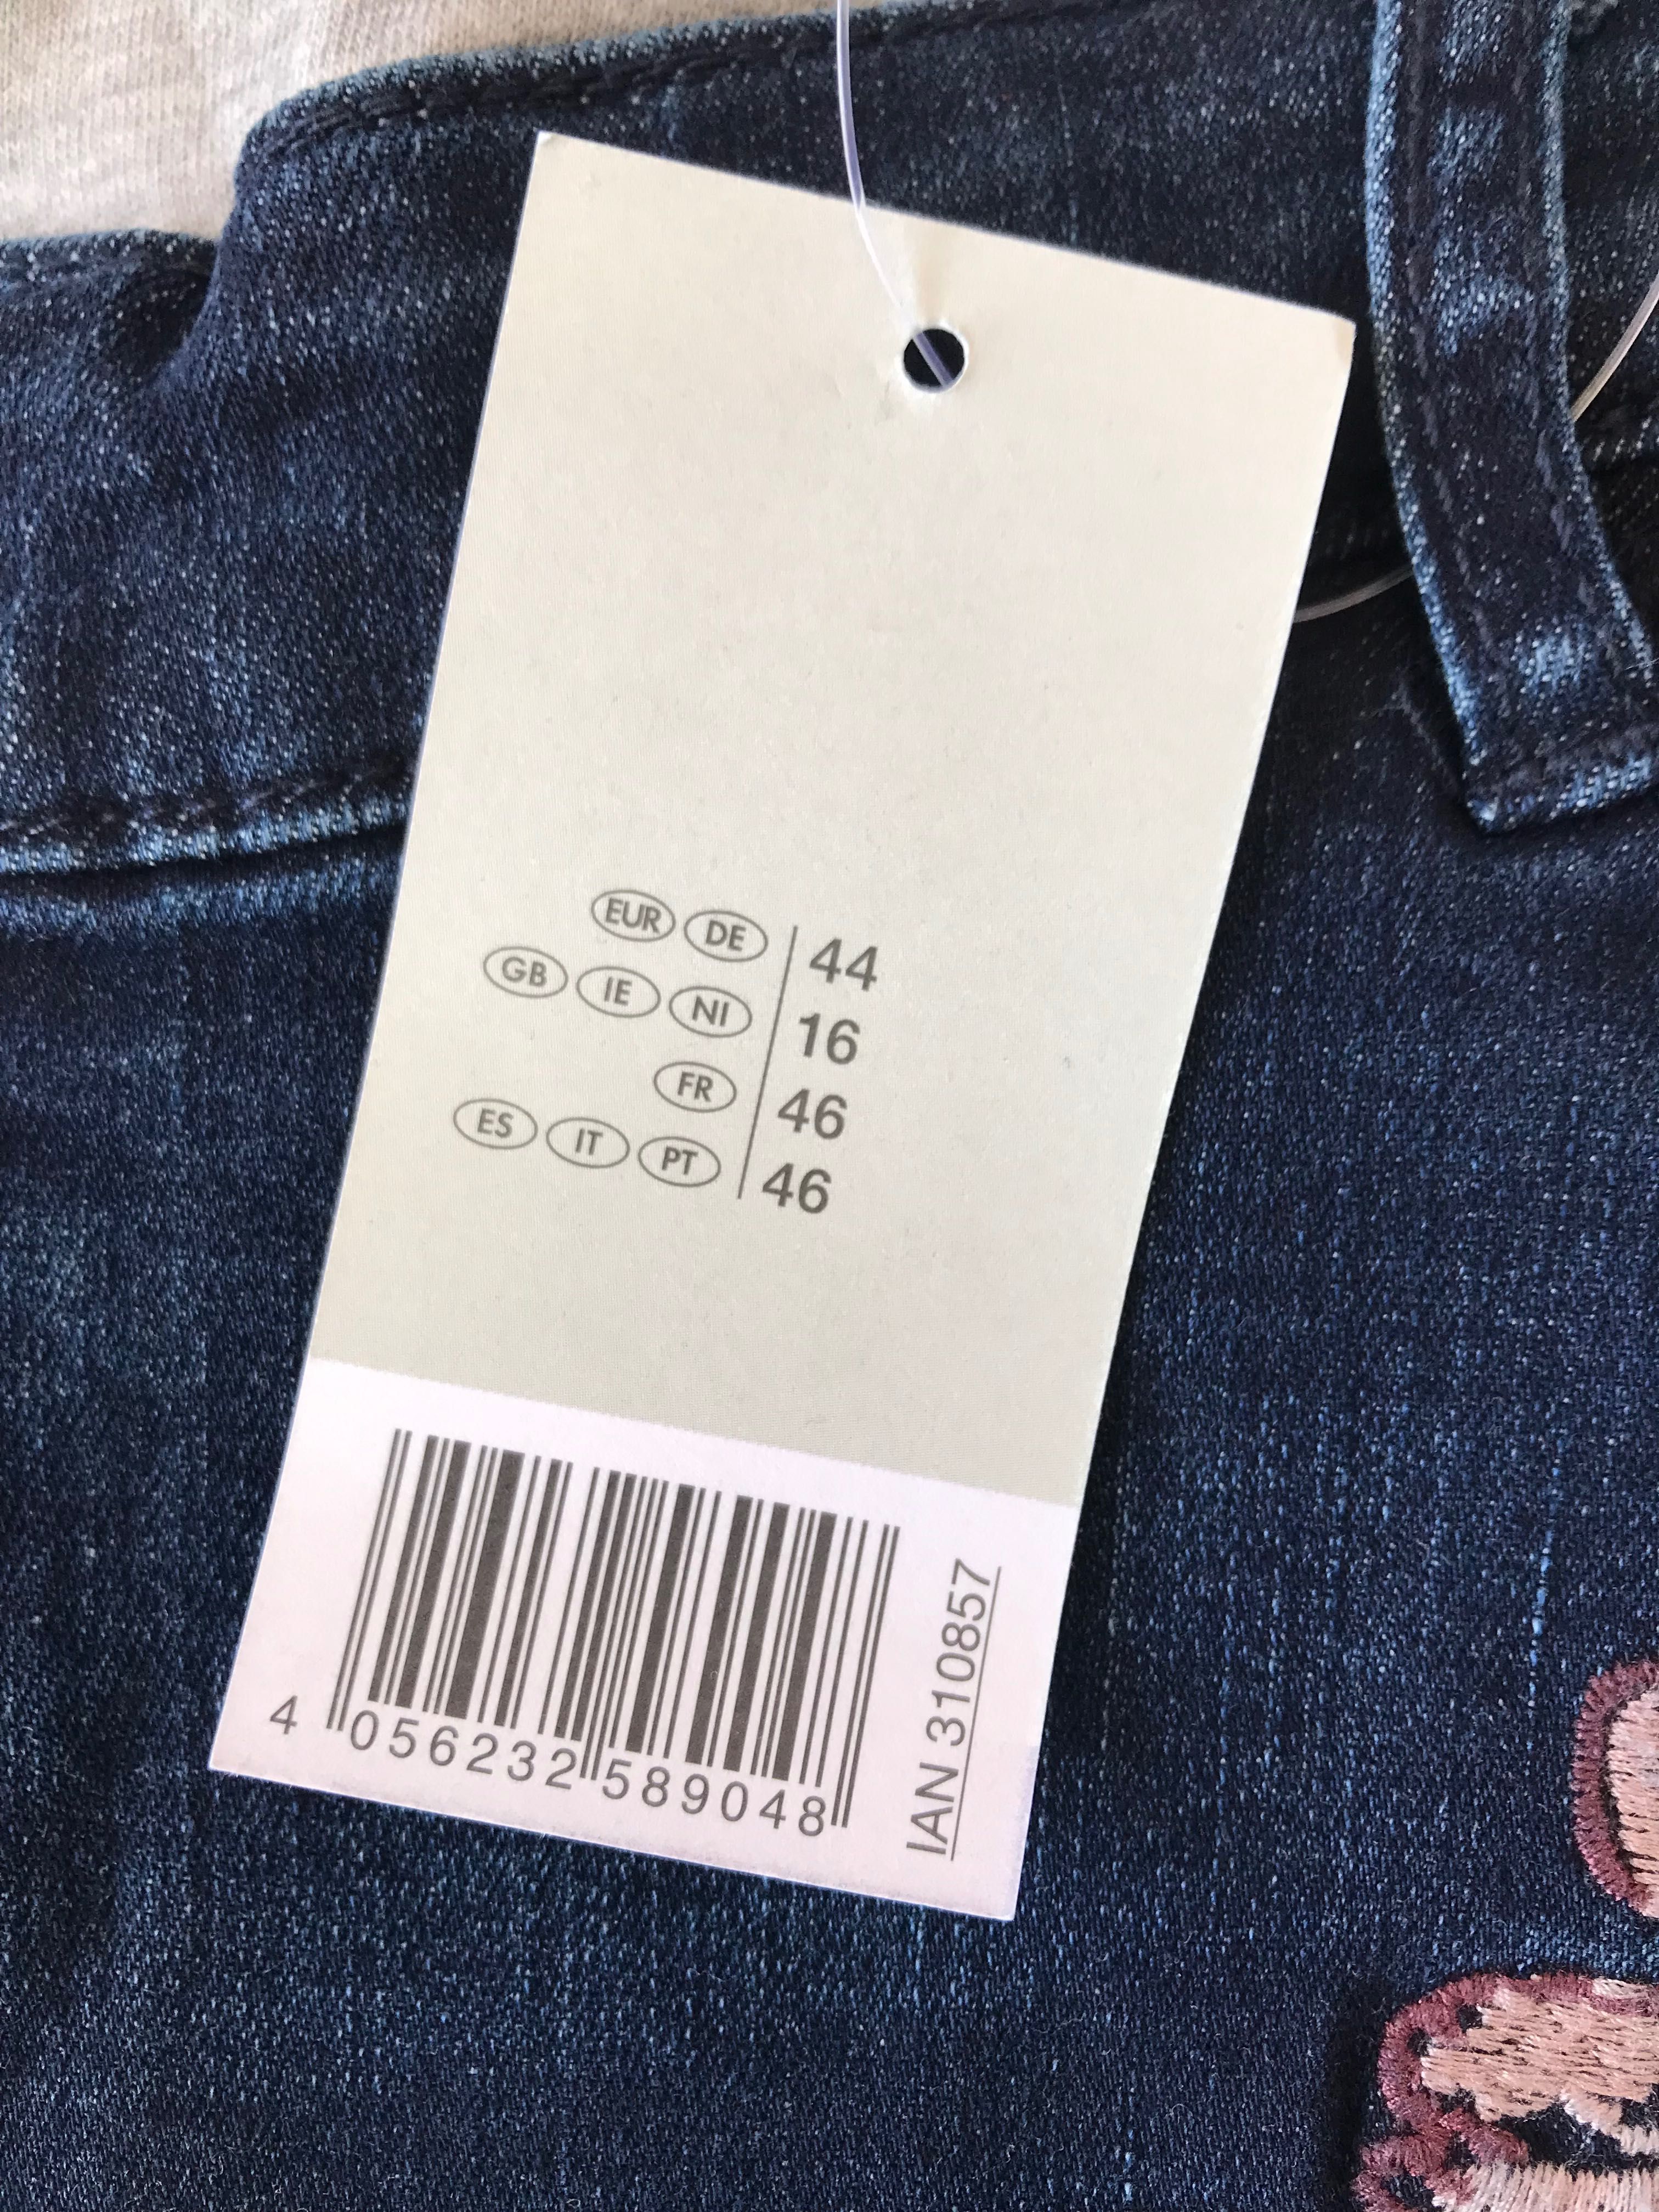 EUR DE 44
GB IE NI 16
FR 46
ES IT PT 46
4 056232 589048
IAN 310857